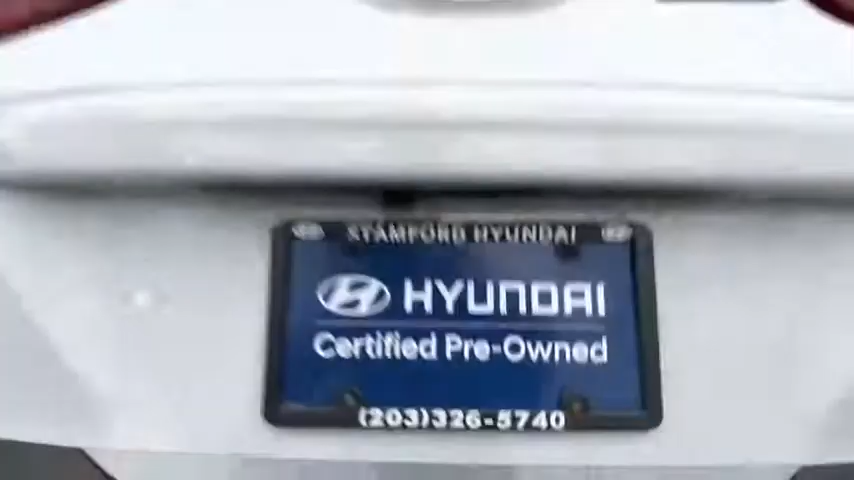 STAMFORD HYUNDAI
HYUNDAI
Certified Pre-Owned
(203)326-5740